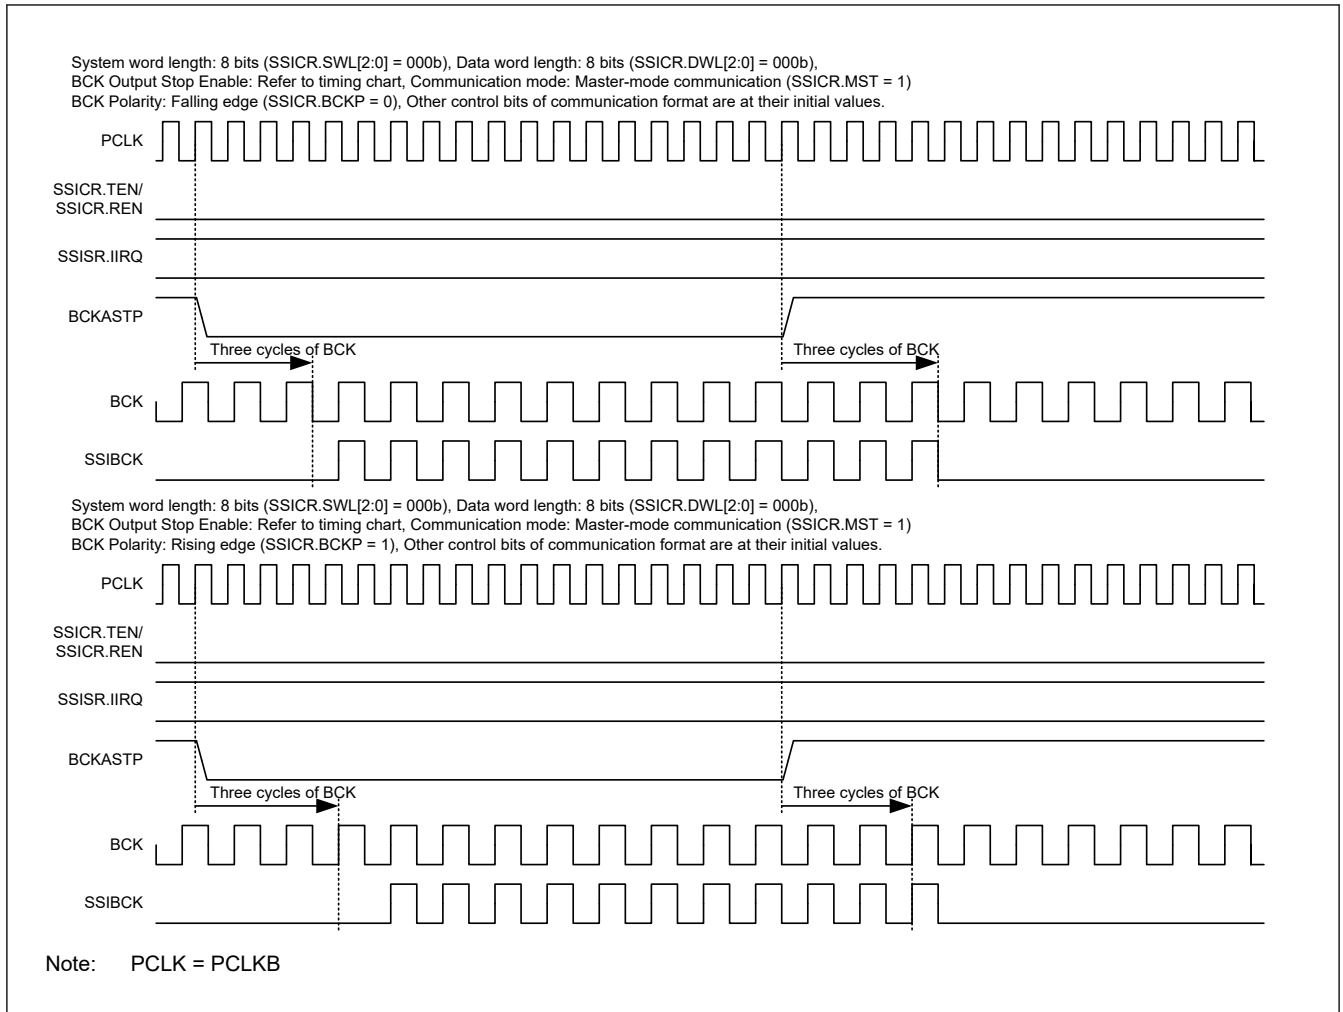 System word length: 8 bits (SSICR.SWL[2:0] = 000b), Data word length: 8 bits (SSICR.DWL[2:0] = 000b),
BCK Output Stop Enable: Refer to timing chart, Communication mode: Master-mode communication (SSICR.MST = 1)
BCK Polarity: Falling edge (SSICR.BCKP = 0), Other control bits of communication format are at their initial values.
PCLK
SSICR.TEN/
SSICR.REN
SSISR.IIRQ
BCKASTP
Three cycles of BCK Three cycles of BCK
BCK
SSIBCK
System word length: 8 bits (SSICR.SWL[2:0] = 000b), Data word length: 8 bits (SSICR.DWL[2:0] = 000b),
BCK Output Stop Enable: Refer to timing chart, Communication mode: Master-mode communication (SSICR.MST = 1)
BCK Polarity: Rising edge (SSICR.BCKP = 1), Other control bits of communication format are at their initial values.
PCLK
SSICR.TEN/
SSICR.REN
SSISR.IIRQ
BCKASTP
Three cycles of BCK Three cycles of BCK
BCK
SSIBCK
Note: PCLK = PCLKB